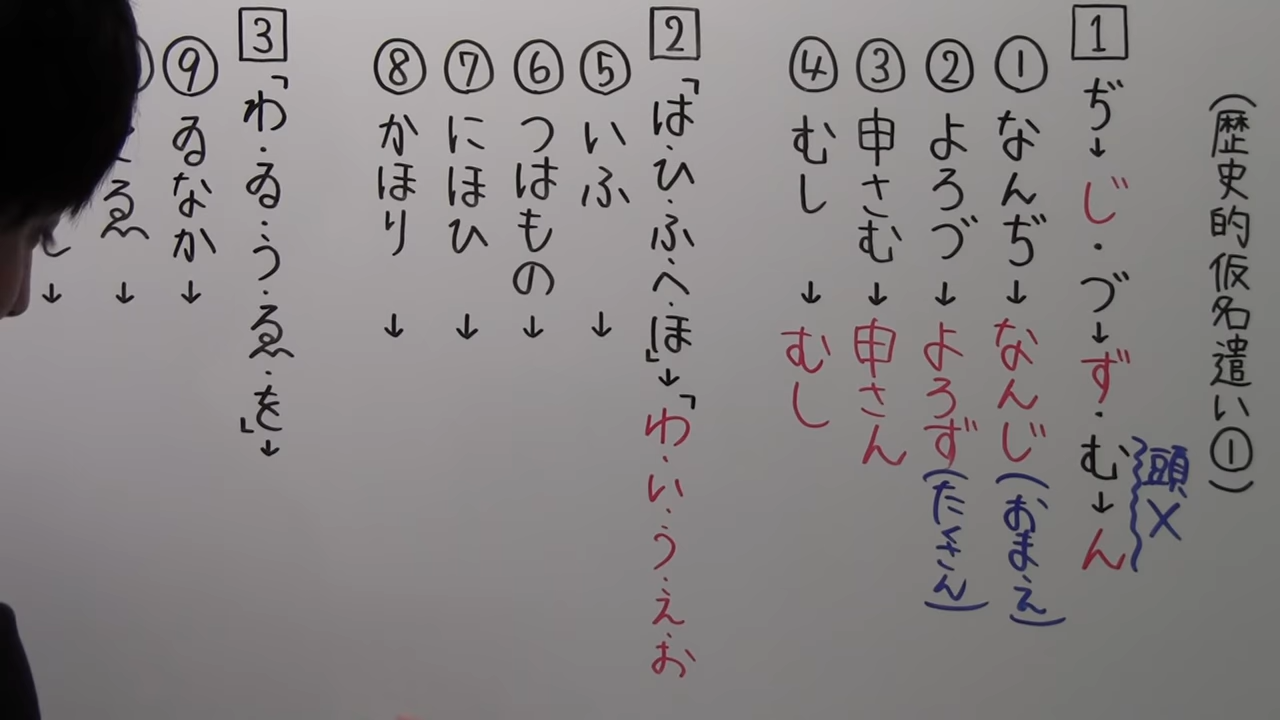 (歴史的仮名遣い①)
1 ぢ→じ・づ→ず・む→ん
頭、×
① なんぢ→なんじ(おまえ)
② よろづ→よろず(たくさん)
③ 申さむ→申さん
④ むし→むし
2 「は・ひ・ふ・へ・ほ」→「わ・い・う・え・お
⑤ いふ→
⑥ つはもの→
⑦ にほひ→
⑧ かほり→
3 「わ・ゐ・う・ゑ・を」→
⑨ ゐなか→
ゑ→
→